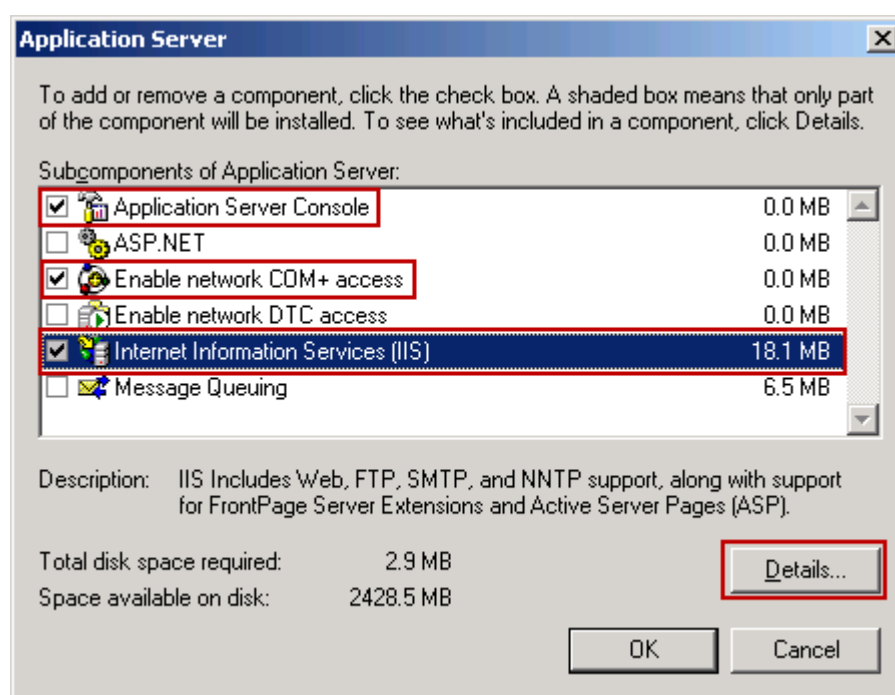 Application Server
To add or remove a component, click the check box. A shaded box means that only part
of the component will be installed. To see what's included in a component, click Details.
Subcomponents of Application Server:
Application Server Console 0.0 MB
ASP.NET 0.0 MB
Enable network COM+ access 0.0 MB
Enable network DTC access 0.0 MB
Internet Information Services (IIS) 18.1 MB
Message Queuing 6.5 MB
Description: IIS Includes Web, FTP, SMTP, and NNTP support, along with support
for FrontPage Server Extensions and Active Server Pages (ASP).
Total disk space required: 2.9 MB
Space available on disk: 2428.5 MB
Details...
OK Cancel